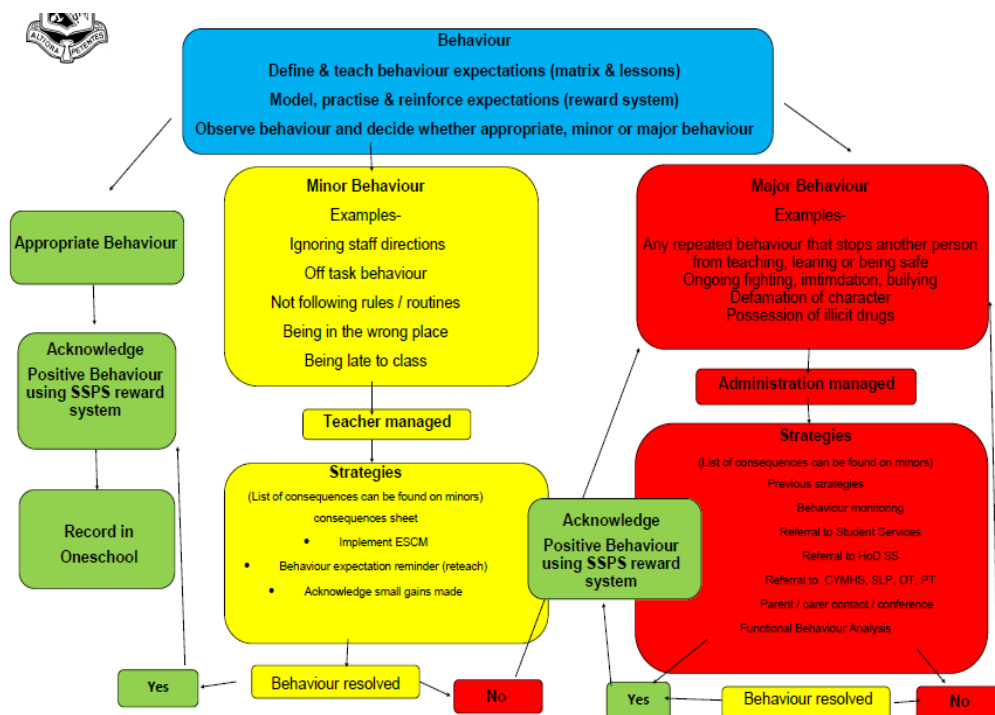 ALTIORA PETENTES
Behaviour
Define & teach behaviour expectations (matrix & lessons)
Model, practise & reinforce expectations (reward system)
Observe behaviour and decide whether appropriate, minor or major behaviour
Appropriate Behaviour
Acknowledge
Positive Behaviour
using SSPS reward
system
Record in
Oneschool
Minor Behaviour
Examples-
Ignoring staff directions
Off task behaviour
Not following rules / routines
Being in the wrong place
Being late to class
Teacher managed
Strategies
(List of consequences can be found on minors)
consequences sheet
• Implement ESCM
• Behaviour expectation reminder (reteach)
• Acknowledge small gains made
Yes
Behaviour resolved
No
Major Behaviour
Examples-
Any repeated behaviour that stops another person
from teaching, learing or being safe
Ongoing fighting, imtimdation, bullying
Defamation of character
Possession of illicit drugs
Administration managed
Strategies
(List of consequences can be found on minors)
Previous strategies
Behaviour monitoring
Referral to Student Services
Referral to HoD SS
Referral to CYMHS, SLP, OT, PT
Parent / carer contact / conference
Functional Behaviour Analysis
Acknowledge
Positive Behaviour
using SSPS reward
system
Yes
Behaviour resolved
No